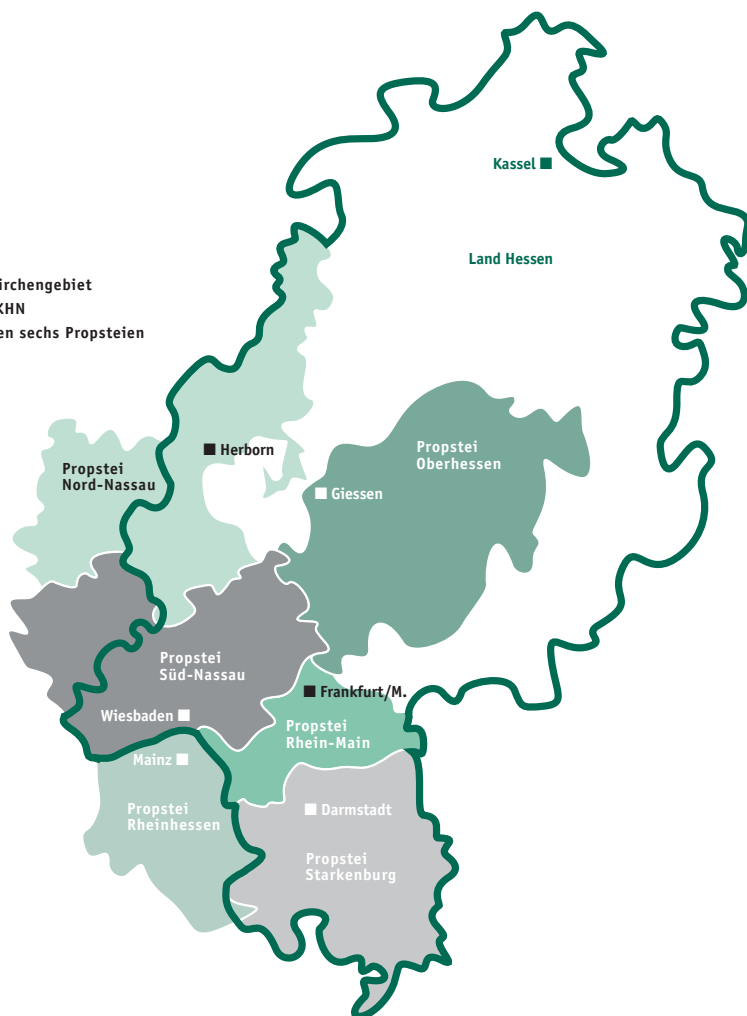 Kassel
Land Hessen
irchengebiet
KHN
en sechs Propsteien
Herborn
Propstei
Nord-Nassau
Propstei
Oberhessen
Giessen
Propstei
Süd-Nassau
Frankfurt/M.
Wiesbaden
Propstei
Rhein-Main
Mainz
Propstei
Rheinhessen
Darmstadt
Propstei
Starkenburg